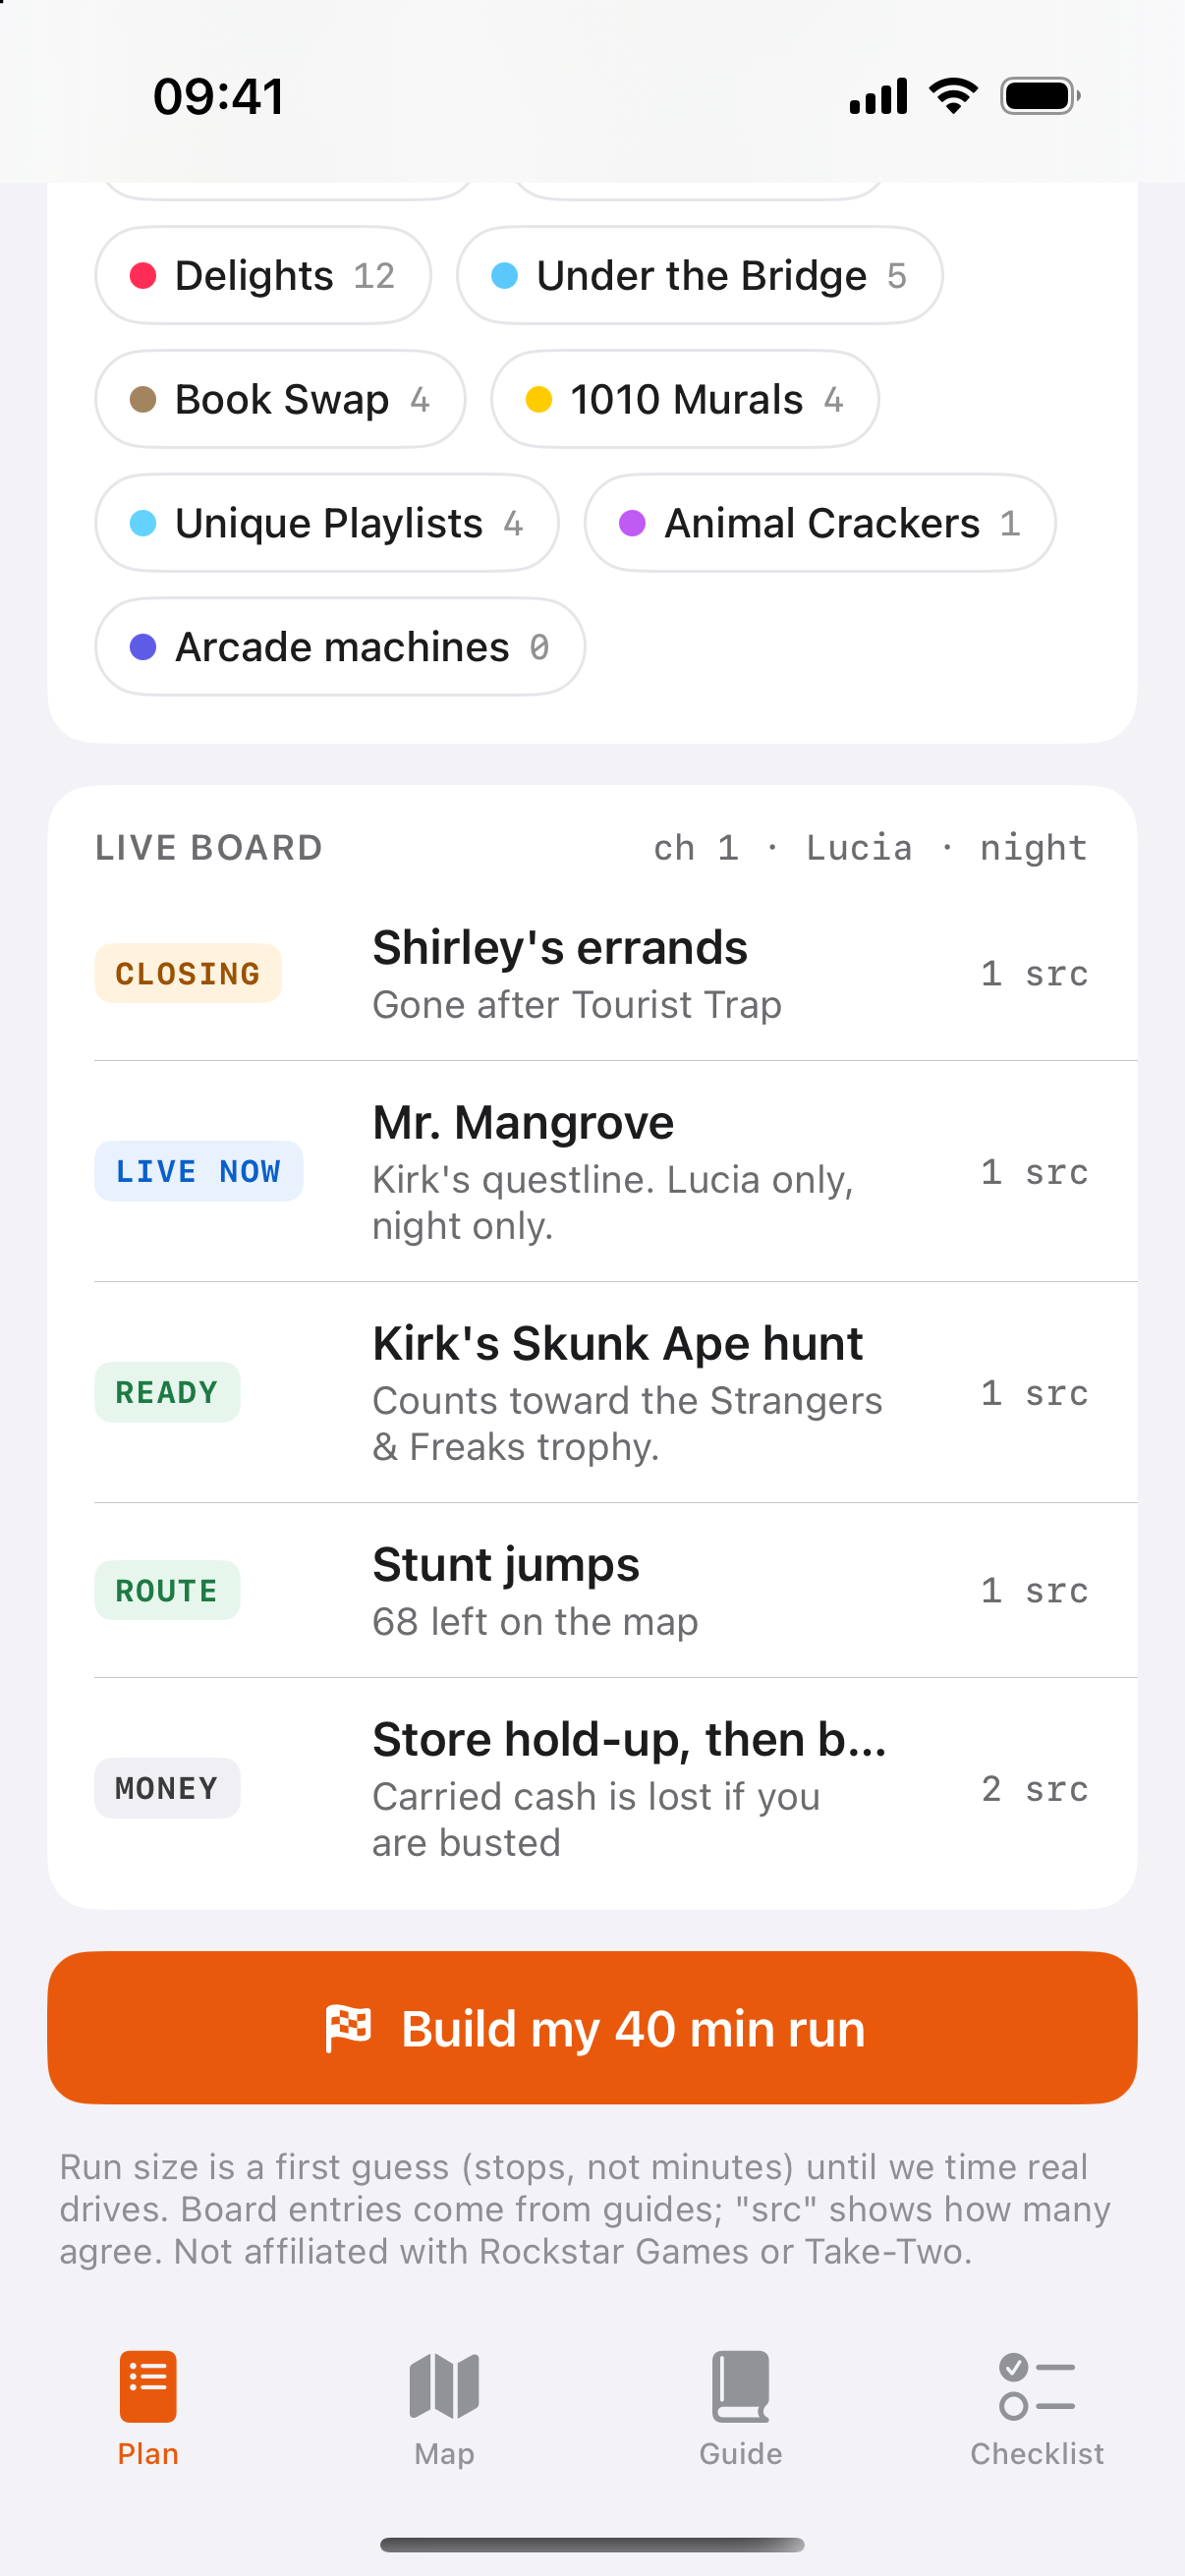 09:41
Delights 12
Under the Bridge 5
Book Swap 4
1010 Murals 4
Unique Playlists 4
Animal Crackers 1
Arcade machines 0
LIVE BOARD
ch 1 · Lucia · night
CLOSING
Shirley's errands
Gone after Tourist Trap
1 src
LIVE NOW
Mr. Mangrove
Kirk's questline. Lucia only,
night only.
1 src
READY
Kirk's Skunk Ape hunt
Counts toward the Strangers
& Freaks trophy.
1 src
ROUTE
Stunt jumps
68 left on the map
1 src
MONEY
Store hold-up, then b...
Carried cash is lost if you
are busted
2 src
Build my 40 min run
Run size is a first guess (stops, not minutes) until we time real
drives. Board entries come from guides; "src" shows how many
agree. Not affiliated with Rockstar Games or Take-Two.
Plan
Map
Guide
Checklist